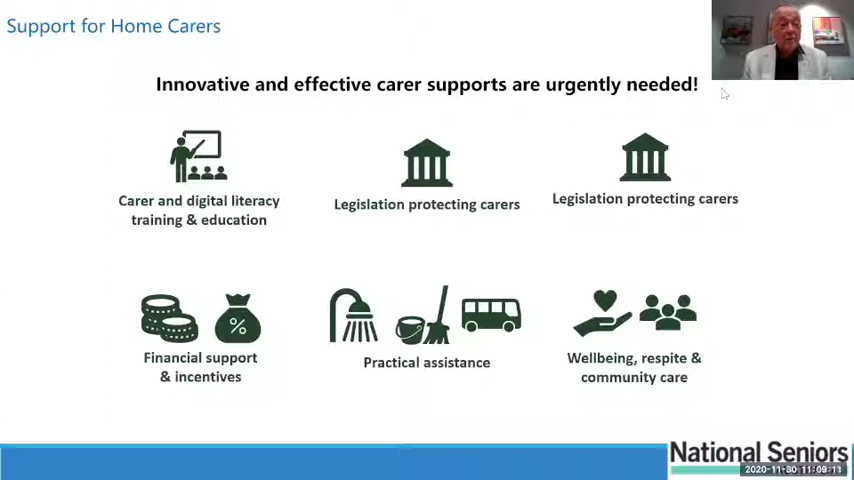 Support for Home Carers
Innovative and effective carer supports are urgently needed!
Carer and digital literacy
training & education
Legislation protecting carers
Legislation protecting carers
%
Financial support
& incentives
Practical assistance
Wellbeing, respite &
community care
National Seniors
2020-11-30 11:09:13